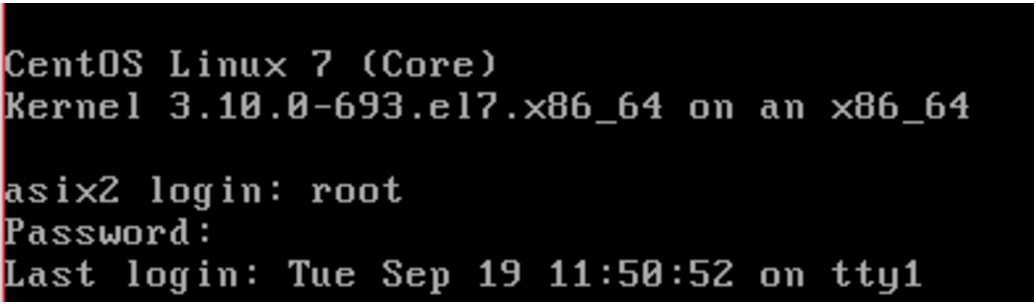 CentOS Linux 7 (Core)
Kernel 3.10.0-693.el7.x86_64 on an x86_64
asix2 login: root
Password:
Last login: Tue Sep 19 11:50:52 on tty1